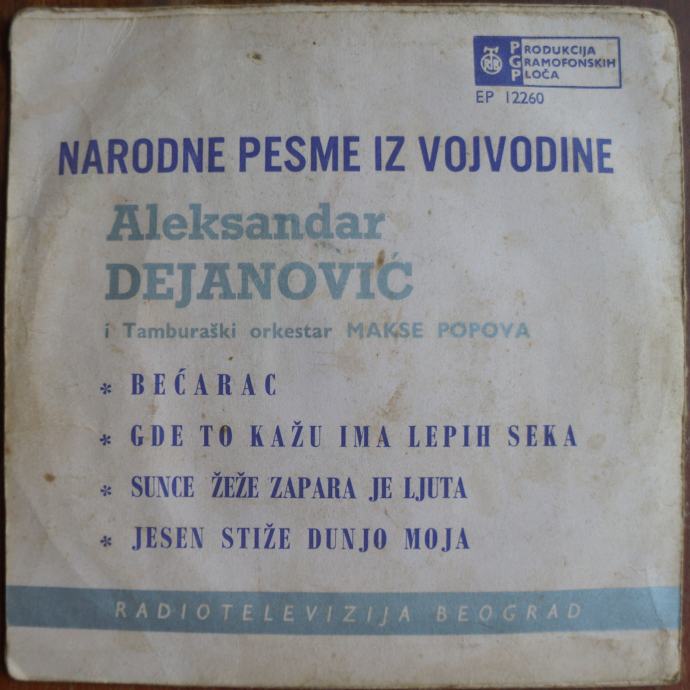 RTB
PRODUKCIJA
GRAMOFONSKIH
PLOČA
EP 12260
NARODNE PESME IZ VOJVODINE
Aleksandar
DEJANOVIĆ
i Tamburaški orkestar MAKSE POPOVA
* BEĆARAC
* GDE TO KAŽU IMA LEPIH SEKA
* SUNCE ŽEŽE ZAPARA JE LJUTA
* JESEN STIŽE DUNJO MOJA
RADIOTELEVIZIJA BEOGRAD